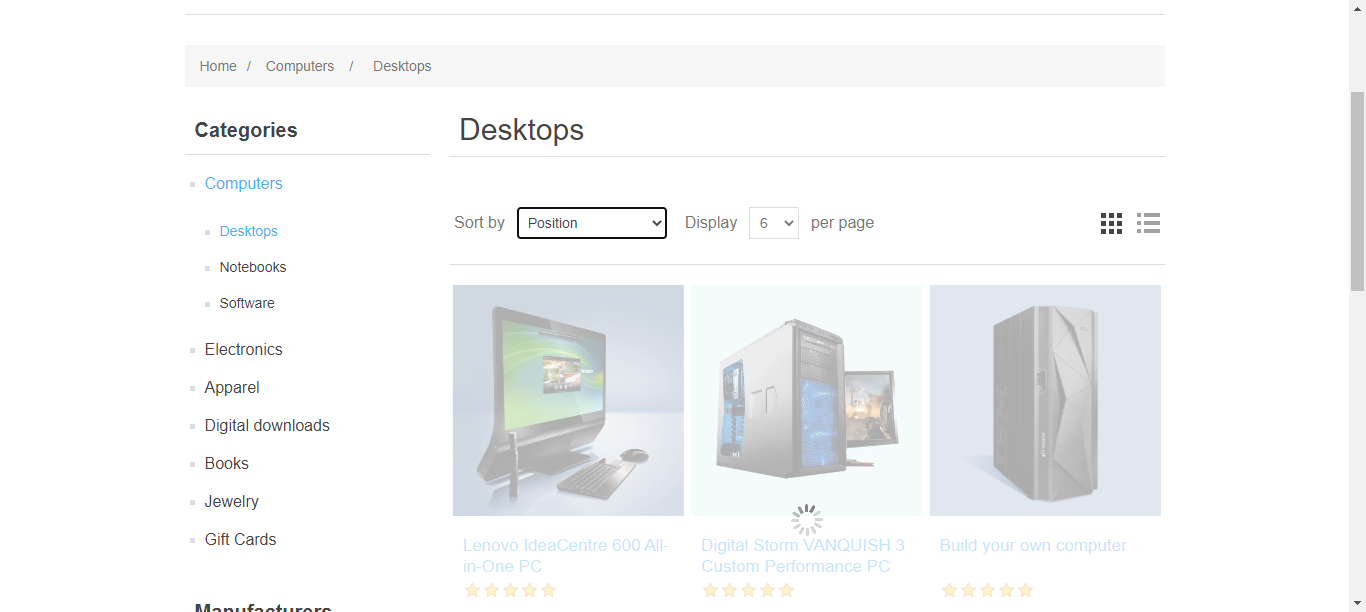 Home / Computers / Desktops
Categories
Computers
Desktops
Notebooks
Software
Electronics
Apparel
Digital downloads
Books
Jewelry
Gift Cards
Manufacturers
Desktops
Sort by Position Display 6 per page
Lenovo IdeaCentre 600 All-
in-One PC
Digital Storm VANQUISH 3
Custom Performance PC
Build your own computer